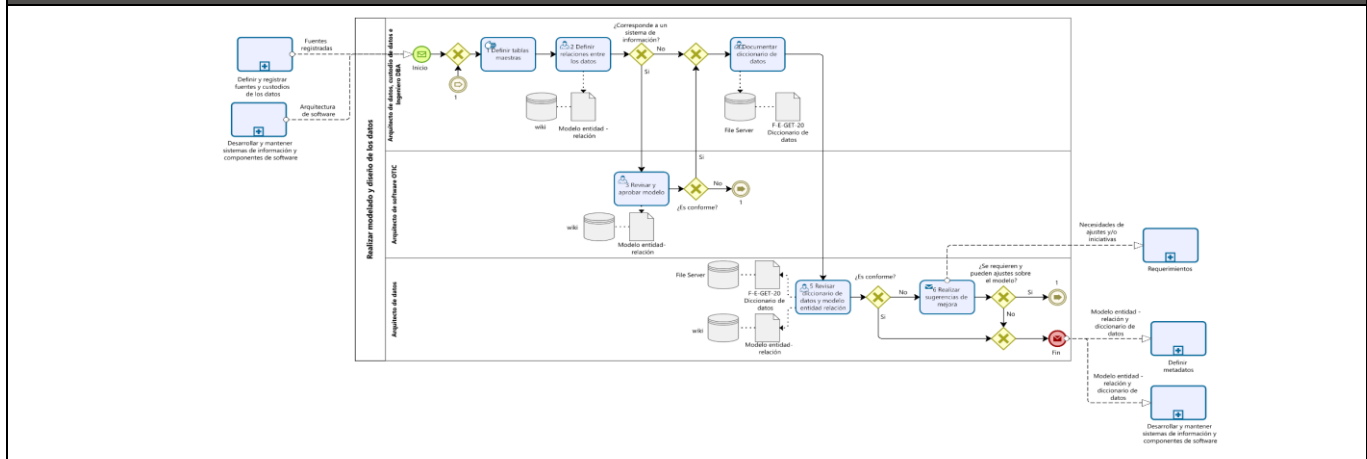 Realizar modelado y diseño de los datos
Arquitecto de datos, custodio de datos e
Ingeniero DBA
Arquitecto de software OTIC
Arquitecto de datos
Fuentes
registradas
Definir y registrar
fuentes y custodios
de los datos
Arquitectura
de software
Desarrollar y mantener
sistemas de información y
componentes de software
Inicio
1
1 Definir tablas
maestras
2 Definir
relaciones entre
los datos
wiki
Modelo entidad -
relación
¿Corresponde a un
sistema de
información?
No
Si
Documentar
diccionario de
datos
File Server
F-E-GET-20
Diccionario de
datos
3 Revisar y
aprobar modelo
wiki
Modelo entidad-
relación
¿Es conforme?
Si
No
1
File Server
F-E-GET-20
Diccionario de
datos
wiki
Modelo entidad-
relación
5 Revisar
diccionario de
datos y modelo
entidad relación
¿Es conforme?
No
Si
6 Realizar
sugerencias de
mejora
¿Se requieren y
pueden ajustes sobre
el modelo?
Si
No
1
Fin
Necesidades de
ajustes y/o
iniciativas
Requerimientos
Modelo entidad -
relación y
diccionario de
datos
Definir
metadatos
Modelo entidad -
relación y
diccionario de
datos
Desarrollar y mantener
sistemas de información y
componentes de software